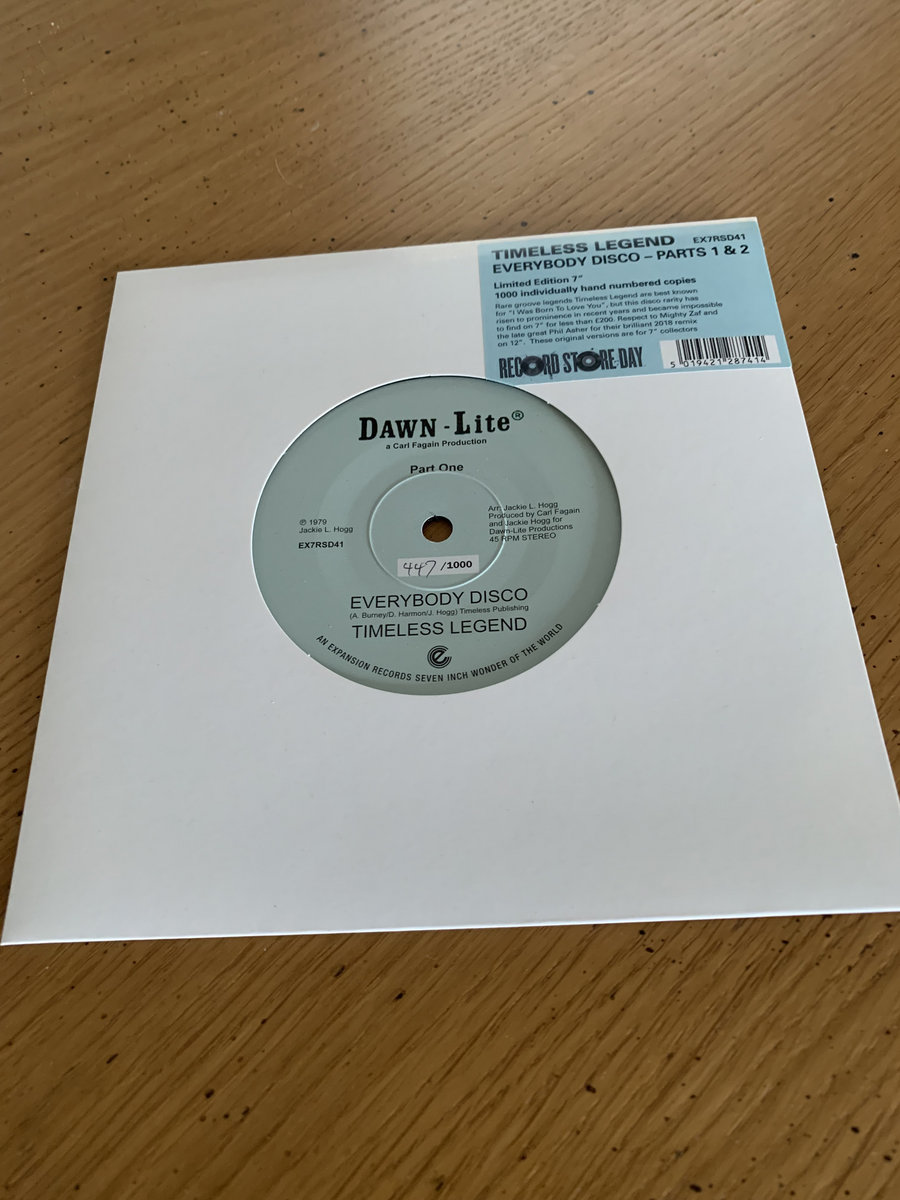 TIMELESS LEGEND EX7RSD41
EVERYBODY DISCO – PARTS 1 & 2
Limited Edition 7"
1000 individually hand numbered copies
Rare groove legends Timeless Legend are best known
for "I Was Born To Love You", but this disco rarity has
risen to prominence in recent years and became impossible
to find on 7" for less than £200. Respect to Mighty Zaf and
the late great Phil Asher for their brilliant 2018 remix
on 12". These original versions are for 7" collectors
RECORD STORE DAY
5 019421 287414
DAWN-Lite®
a Carl Fagain Production
Part One
℗ 1979
Jackie L. Hogg
EX7RSD41
Arr: Jackie L. Hogg
Produced by Carl Fagain
and Jackie Hogg for
Dawn-Lite Productions
45 RPM STEREO
447/1000
EVERYBODY DISCO
(A. Burney/D. Harmon/J. Hogg) Timeless Publishing
TIMELESS LEGEND
AN EXPANSION RECORDS SEVEN INCH WONDER OF THE WORLD